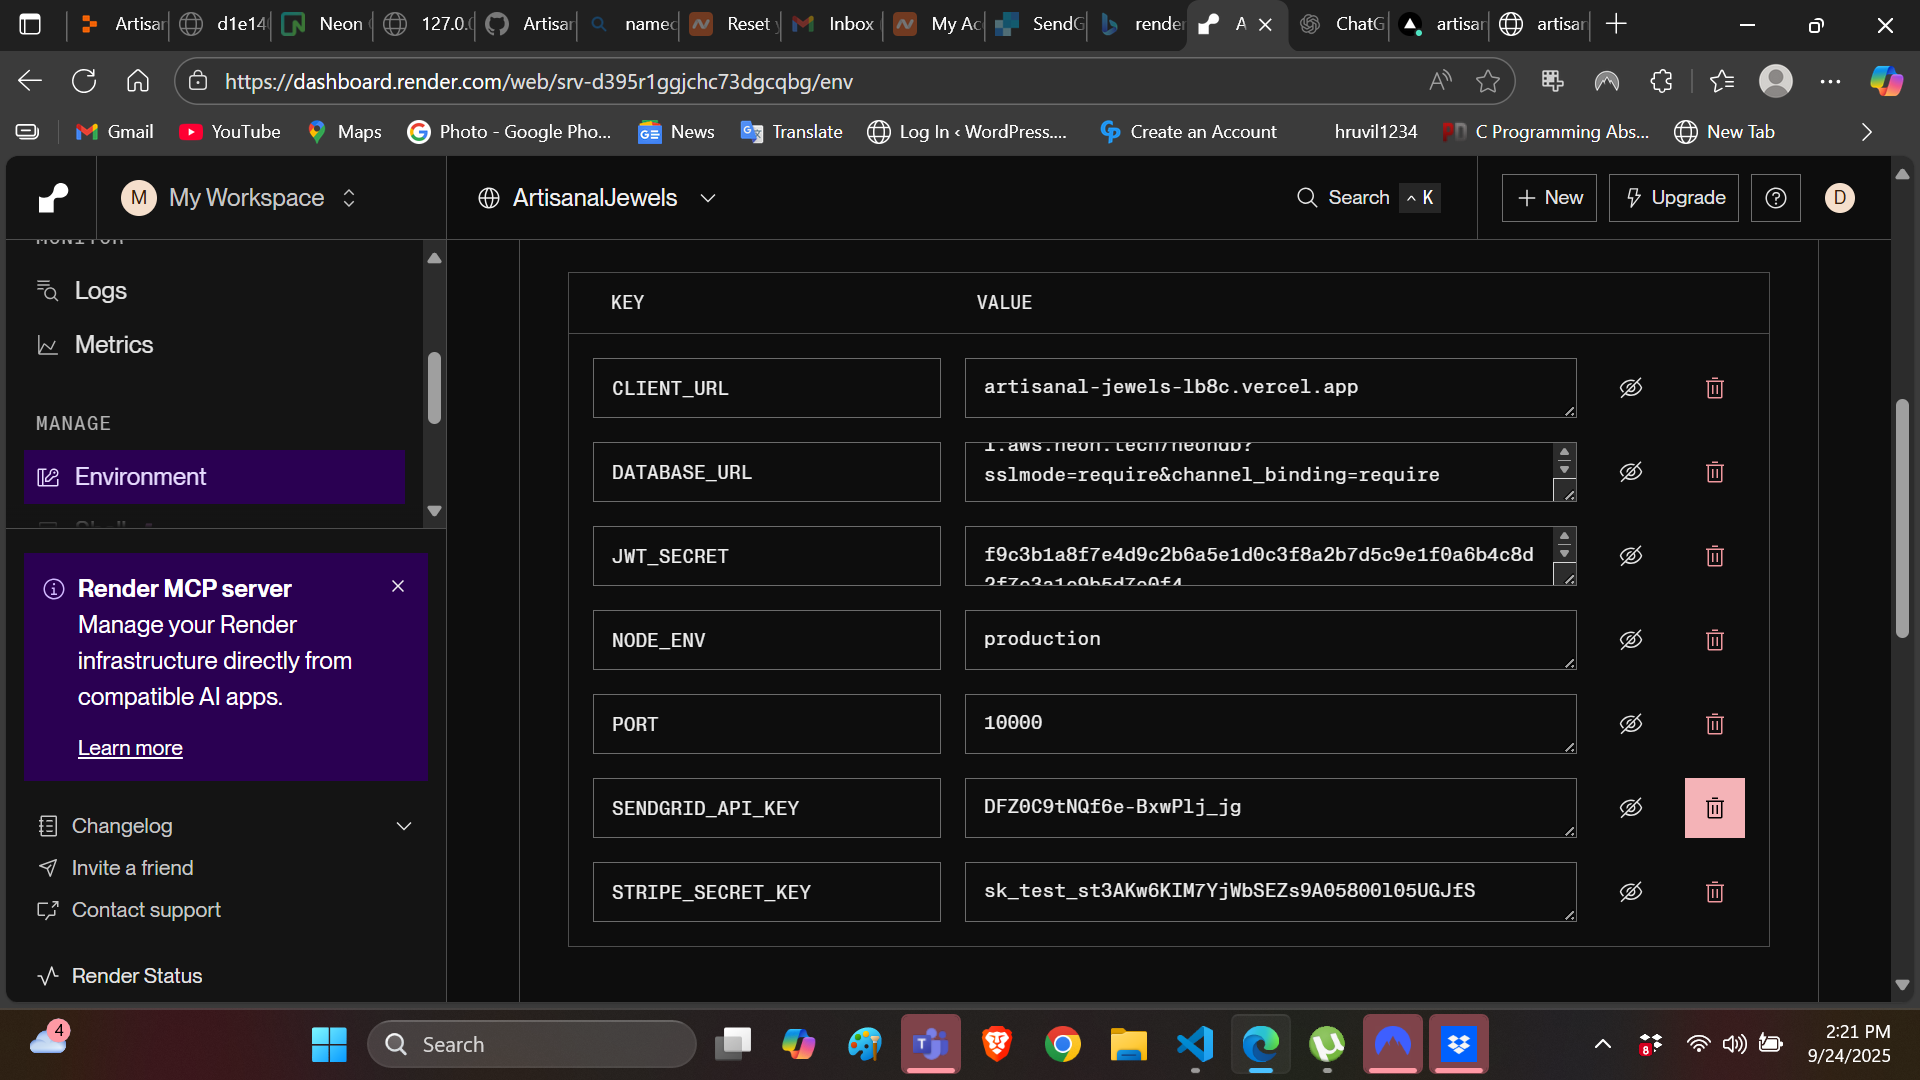 Artisar
d1e14
Neon
127.0.
Artisar
namec
Reset y
Inbox
My Ac
SendG
render
A
ChatG
artisar
artisar
https://dashboard.render.com/web/srv-d395r1ggjchc73dgcqbg/env
Gmail
YouTube
Maps
Photo - Google Pho...
News
Translate
Log In ‹ WordPress....
Create an Account
hruvil1234
C Programming Abs...
New Tab
M
My Workspace
ArtisanalJewels
Search
K
New
Upgrade
D
MONITOR
Logs
Metrics
MANAGE
Environment
Render MCP server
Manage your Render
infrastructure directly from
compatible AI apps.
Learn more
Changelog
Invite a friend
Contact support
Render Status
KEY
VALUE
CLIENT_URL
artisanal-jewels-lb8c.vercel.app
DATABASE_URL
1.aws.neon.tech/neondb?
sslmode=require&channel_binding=require
JWT_SECRET
f9c3b1a8f7e4d9c2b6a5e1d0c3f8a2b7d5c9e1f0a6b4c8d
NODE_ENV
production
PORT
10000
SENDGRID_API_KEY
DFZ0C9tNQf6e-BxwPlj_jg
STRIPE_SECRET_KEY
sk_test_st3AKw6KIM7YjWbSEZs9A05800l05UGJfS
4
Search
8
2:21 PM
9/24/2025